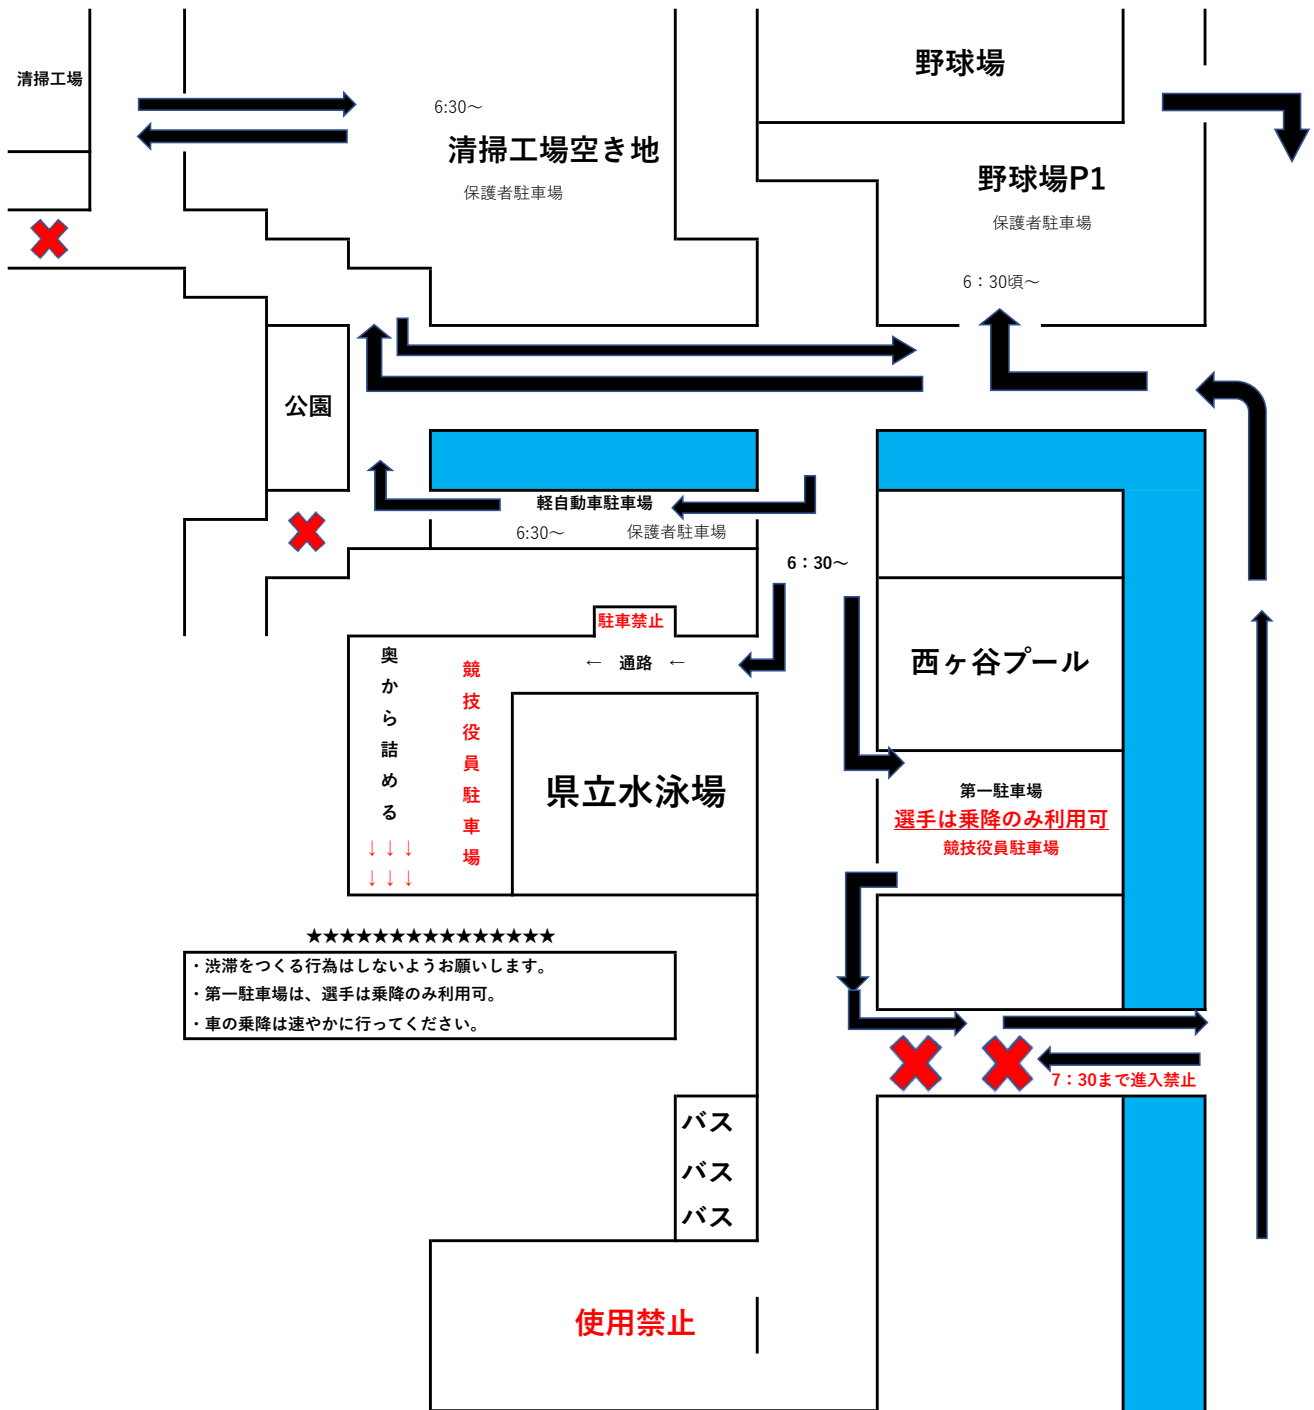 野球場
清掃工場
6:30～
清掃工場空き地
保護者駐車場
野球場P1
保護者駐車場
6：30頃～
公園
軽自動車駐車場
6:30～
保護者駐車場
6：30～
駐車禁止
← 通路 ←
奥から詰める
↓↓↓
↓↓↓
競技役員駐車場
西ヶ谷プール
県立水泳場
第一駐車場
選手は乗降のみ利用可
競技役員駐車場
★★★★★★★★★★★★★★★
・渋滞をつくる行為はしないようお願いします。
・第一駐車場は、選手は乗降のみ利用可。
・車の乗降は速やかに行ってください。
7：30まで進入禁止
バス
バス
バス
使用禁止